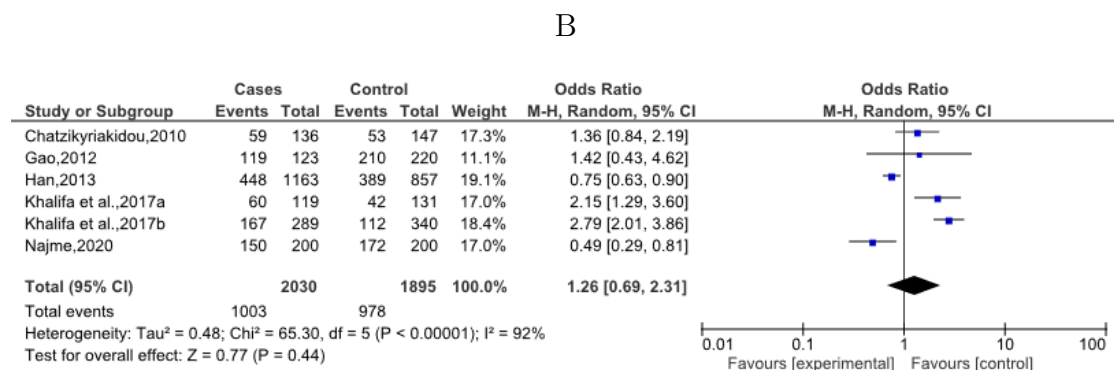 B
Cases Control Odds Ratio Odds Ratio
Study or Subgroup Events Total Events Total Weight M-H, Random, 95% CI M-H, Random, 95% CI
Chatzikyriakidou,2010 59 136 53 147 17.3% 1.36 [0.84, 2.19]
Gao,2012 119 123 210 220 11.1% 1.42 [0.43, 4.62]
Han,2013 448 1163 389 857 19.1% 0.75 [0.63, 0.90]
Khalifa et al.,2017a 60 119 42 131 17.0% 2.15 [1.29, 3.60]
Khalifa et al.,2017b 167 289 112 340 18.4% 2.79 [2.01, 3.86]
Najme,2020 150 200 172 200 17.0% 0.49 [0.29, 0.81]
Total (95% CI) 2030 1895 100.0% 1.26 [0.69, 2.31]
Total events 1003 978
Heterogeneity: Tau² = 0.48; Chi² = 65.30, df = 5 (P < 0.00001); I² = 92%
Test for overall effect: Z = 0.77 (P = 0.44)
0.01 0.1 1 10 100
Favours [experimental] Favours [control]